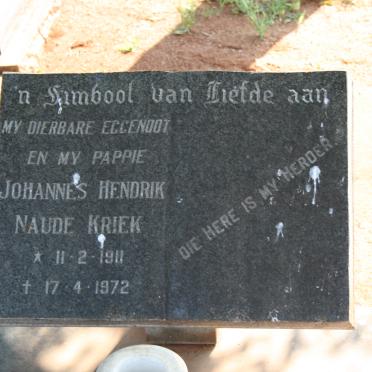 'n Simbool van Liefde aan
MY DIERBARE EGGENOOT
EN MY PAPPIE
JOHANNES HENDRIK
NAUDE KRIEK
* 11-2-1911
† 17-4-1972
DIE HERE IS MY HERDER